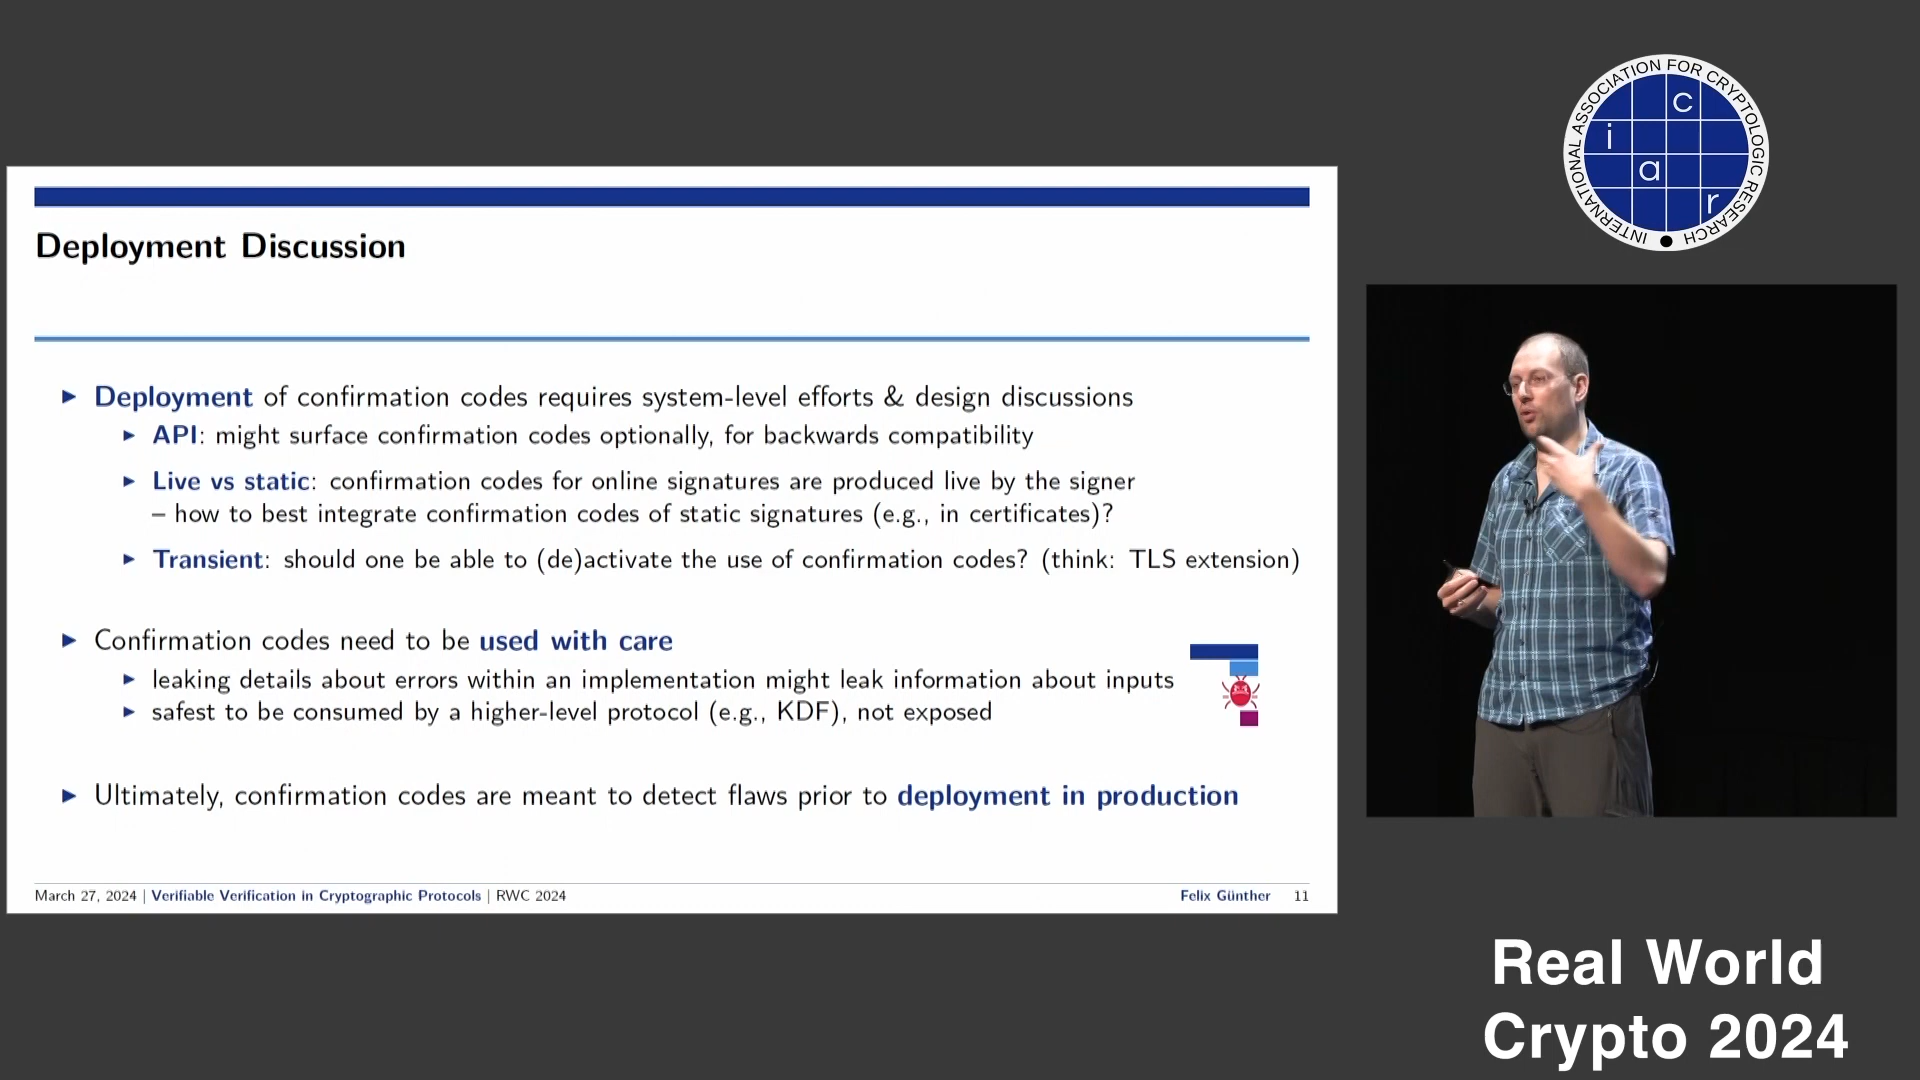 Deployment Discussion
▶ Deployment of confirmation codes requires system-level efforts & design discussions
▶ API: might surface confirmation codes optionally, for backwards compatibility
▶ Live vs static: confirmation codes for online signatures are produced live by the signer
– how to best integrate confirmation codes of static signatures (e.g., in certificates)?
▶ Transient: should one be able to (de)activate the use of confirmation codes? (think: TLS extension)
▶ Confirmation codes need to be used with care
▶ leaking details about errors within an implementation might leak information about inputs
▶ safest to be consumed by a higher-level protocol (e.g., KDF), not exposed
▶ Ultimately, confirmation codes are meant to detect flaws prior to deployment in production
March 27, 2024 | Verifiable Verification in Cryptographic Protocols | RWC 2024
Felix Günther 11
INTERNATIONAL ASSOCIATION FOR CRYPTOLOGIC RESEARCH
i a c r
Real World
Crypto 2024